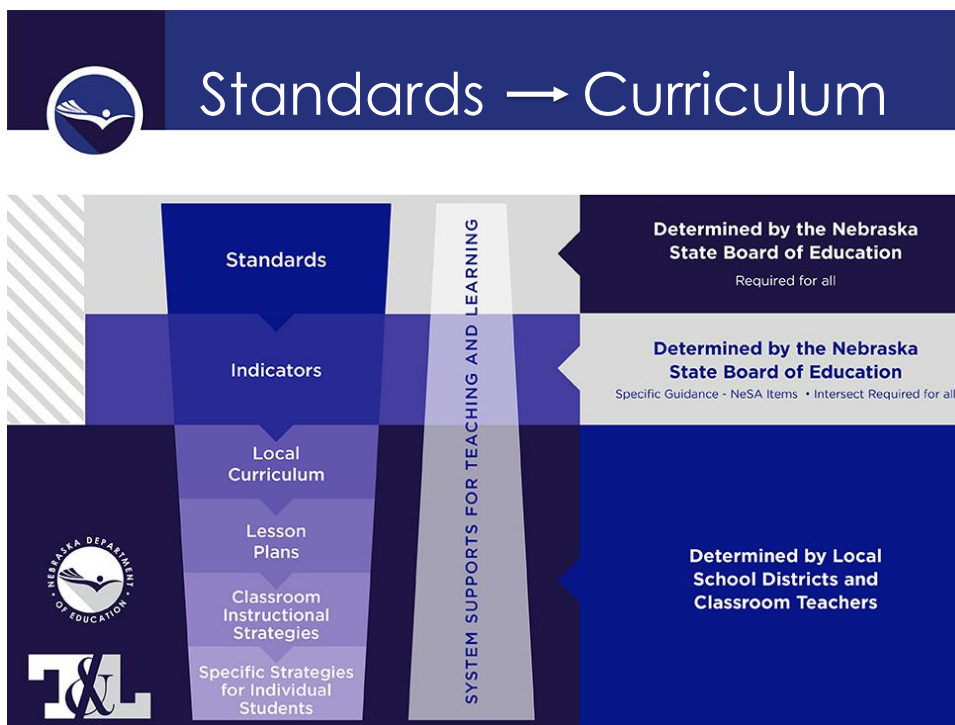 Standards → Curriculum
Standards
Indicators
Local
Curriculum
Lesson
Plans
Classroom
Instructional
Strategies
Specific Strategies
for Individual
Students
SYSTEM SUPPORTS FOR TEACHING AND LEARNING
Determined by the Nebraska
State Board of Education
Required for all
Determined by the Nebraska
State Board of Education
Specific Guidance - NeSA Items • Intersect Required for all
Determined by Local
School Districts and
Classroom Teachers
NEBRASKA DEPARTMENT
OF EDUCATION
T&L